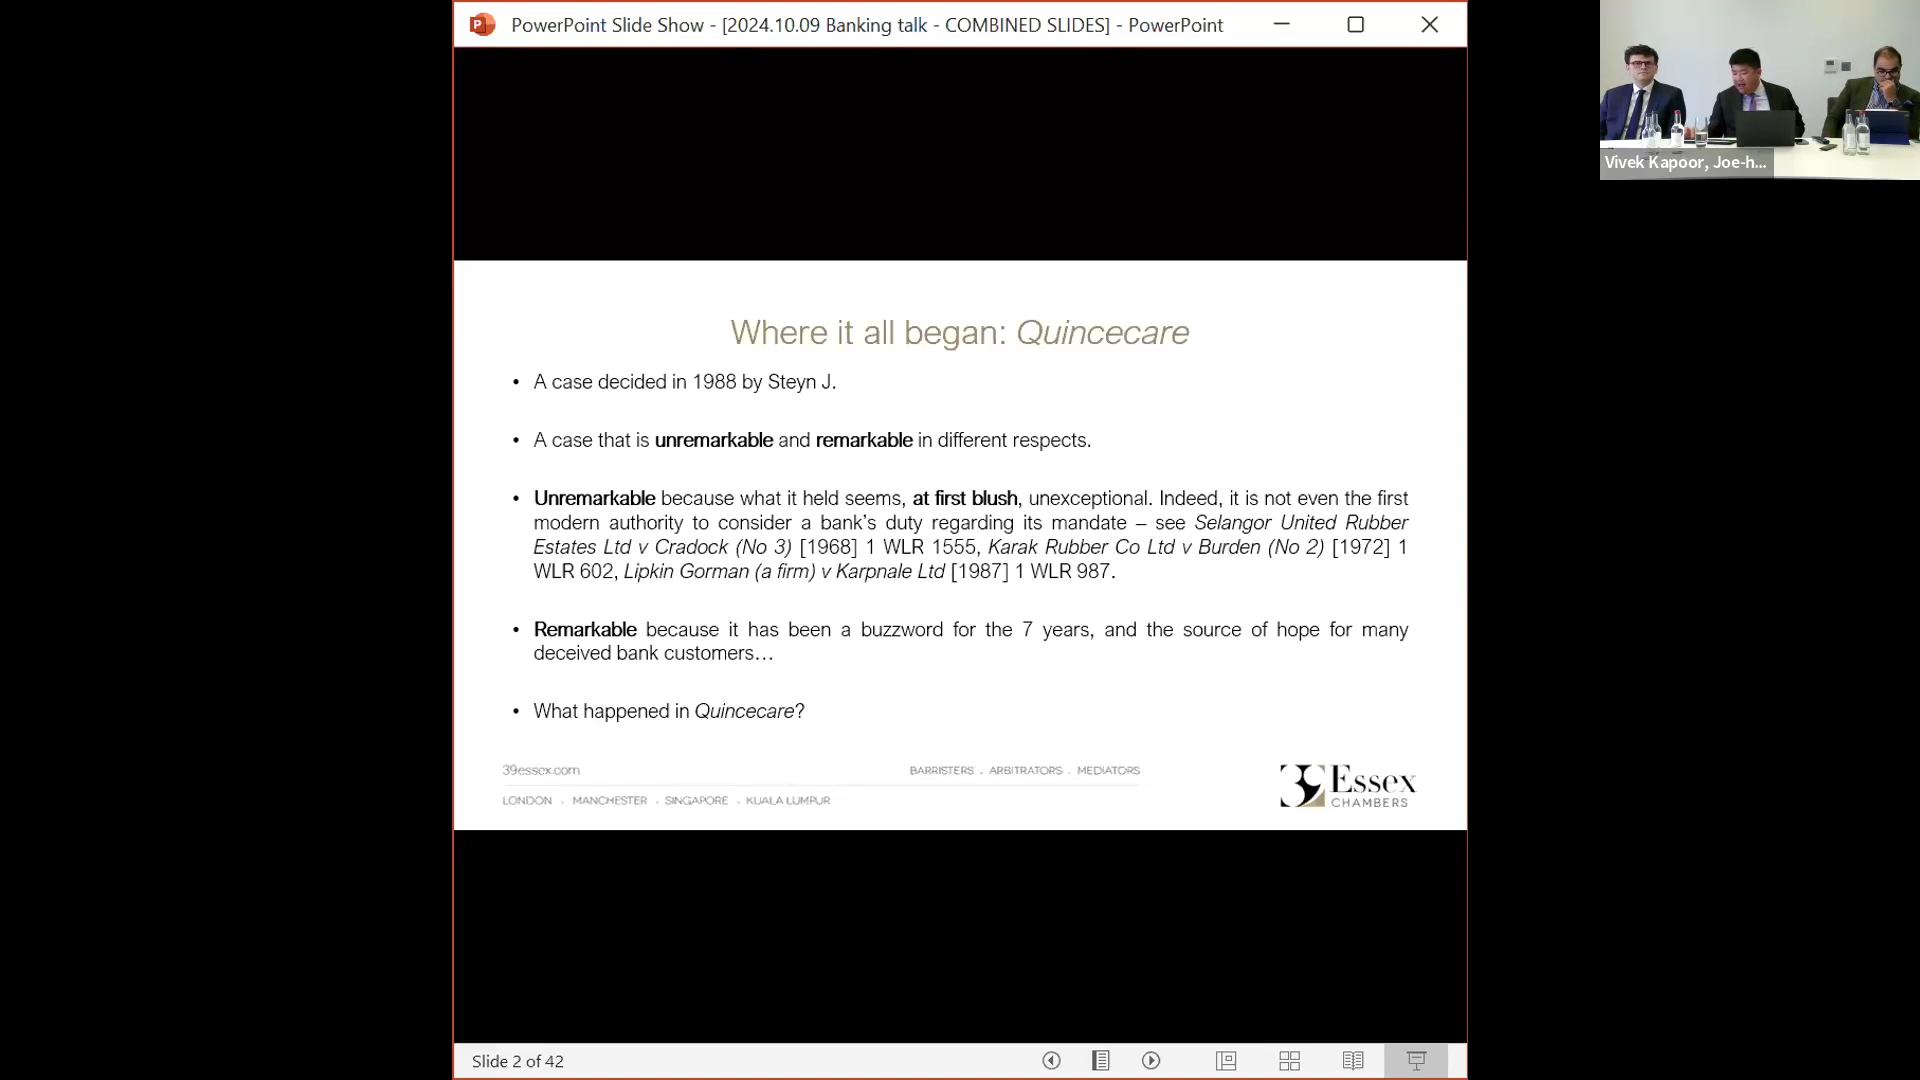 PowerPoint Slide Show - [2024.10.09 Banking talk - COMBINED SLIDES] - PowerPoint
Vivek Kapoor, Joe-h...
Where it all began: Quincecare
• A case decided in 1988 by Steyn J.
• A case that is unremarkable and remarkable in different respects.
• Unremarkable because what it held seems, at first blush, unexceptional. Indeed, it is not even the first
modern authority to consider a bank's duty regarding its mandate – see Selangor United Rubber
Estates Ltd v Cradock (No 3) [1968] 1 WLR 1555, Karak Rubber Co Ltd v Burden (No 2) [1972] 1
WLR 602, Lipkin Gorman (a firm) v Karpnale Ltd [1987] 1 WLR 987.
• Remarkable because it has been a buzzword for the 7 years, and the source of hope for many
deceived bank customers…
• What happened in Quincecare?
39essex.com
BARRISTERS . ARBITRATORS . MEDIATORS
LONDON . MANCHESTER . SINGAPORE . KUALA LUMPUR
39 Essex
CHAMBERS
Slide 2 of 42